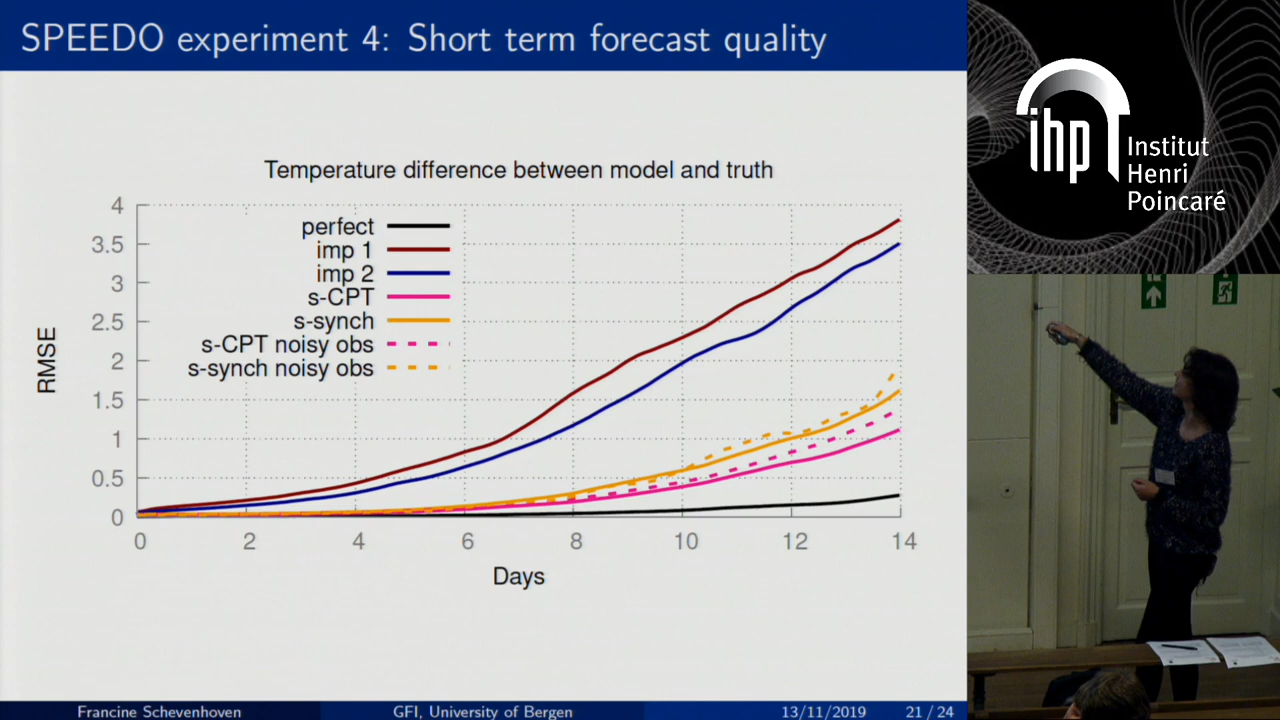 SPEEDO experiment 4: Short term forecast quality
Temperature difference between model and truth
4
3.5
3
2.5
2
1.5
1
0.5
0
RMSE
perfect
imp 1
imp 2
s-CPT
s-synch
s-CPT noisy obs
s-synch noisy obs
0 2 4 6 8 10 12 14
Days
Francine Schevenhoven GFI, University of Bergen 13/11/2019 21 / 24
ihp
Institut
Henri
Poincaré